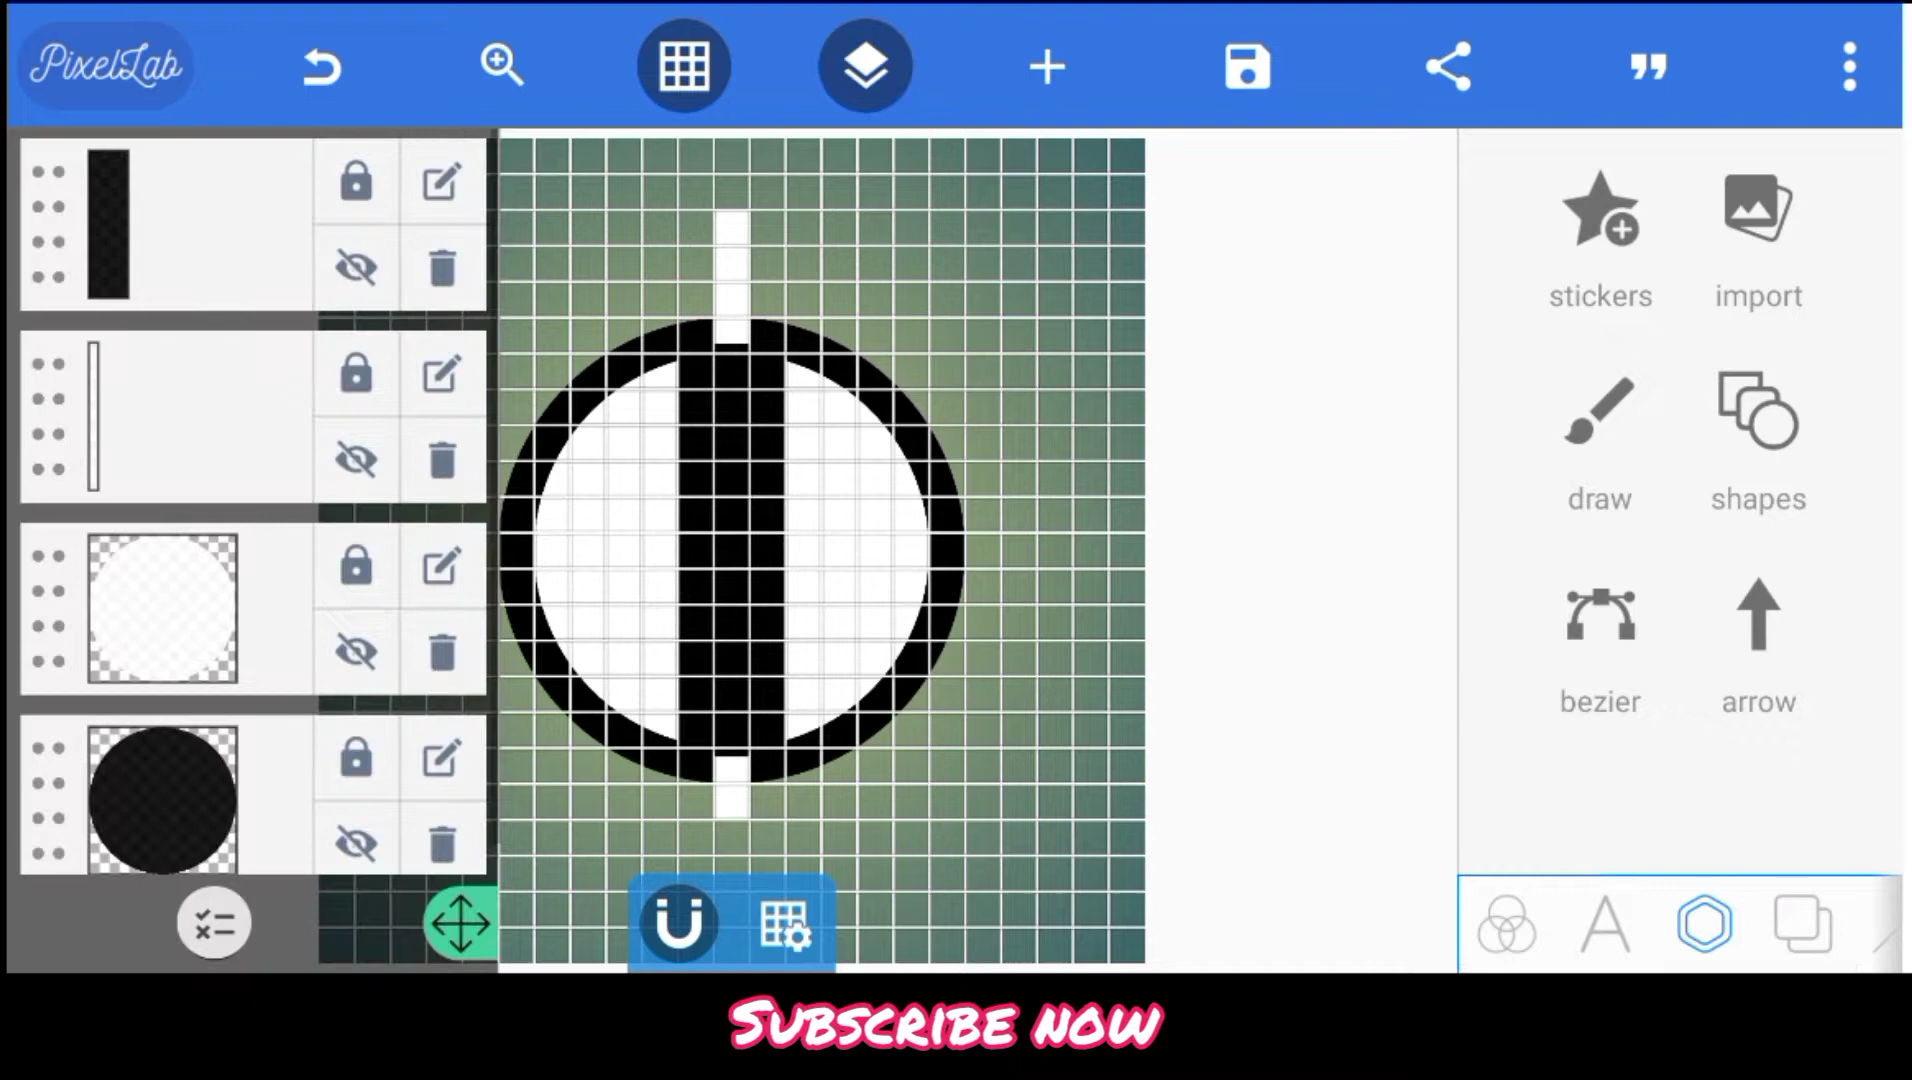 PixelLab
stickers
import
draw
shapes
bezier
arrow
SUBSCRIBE NOW